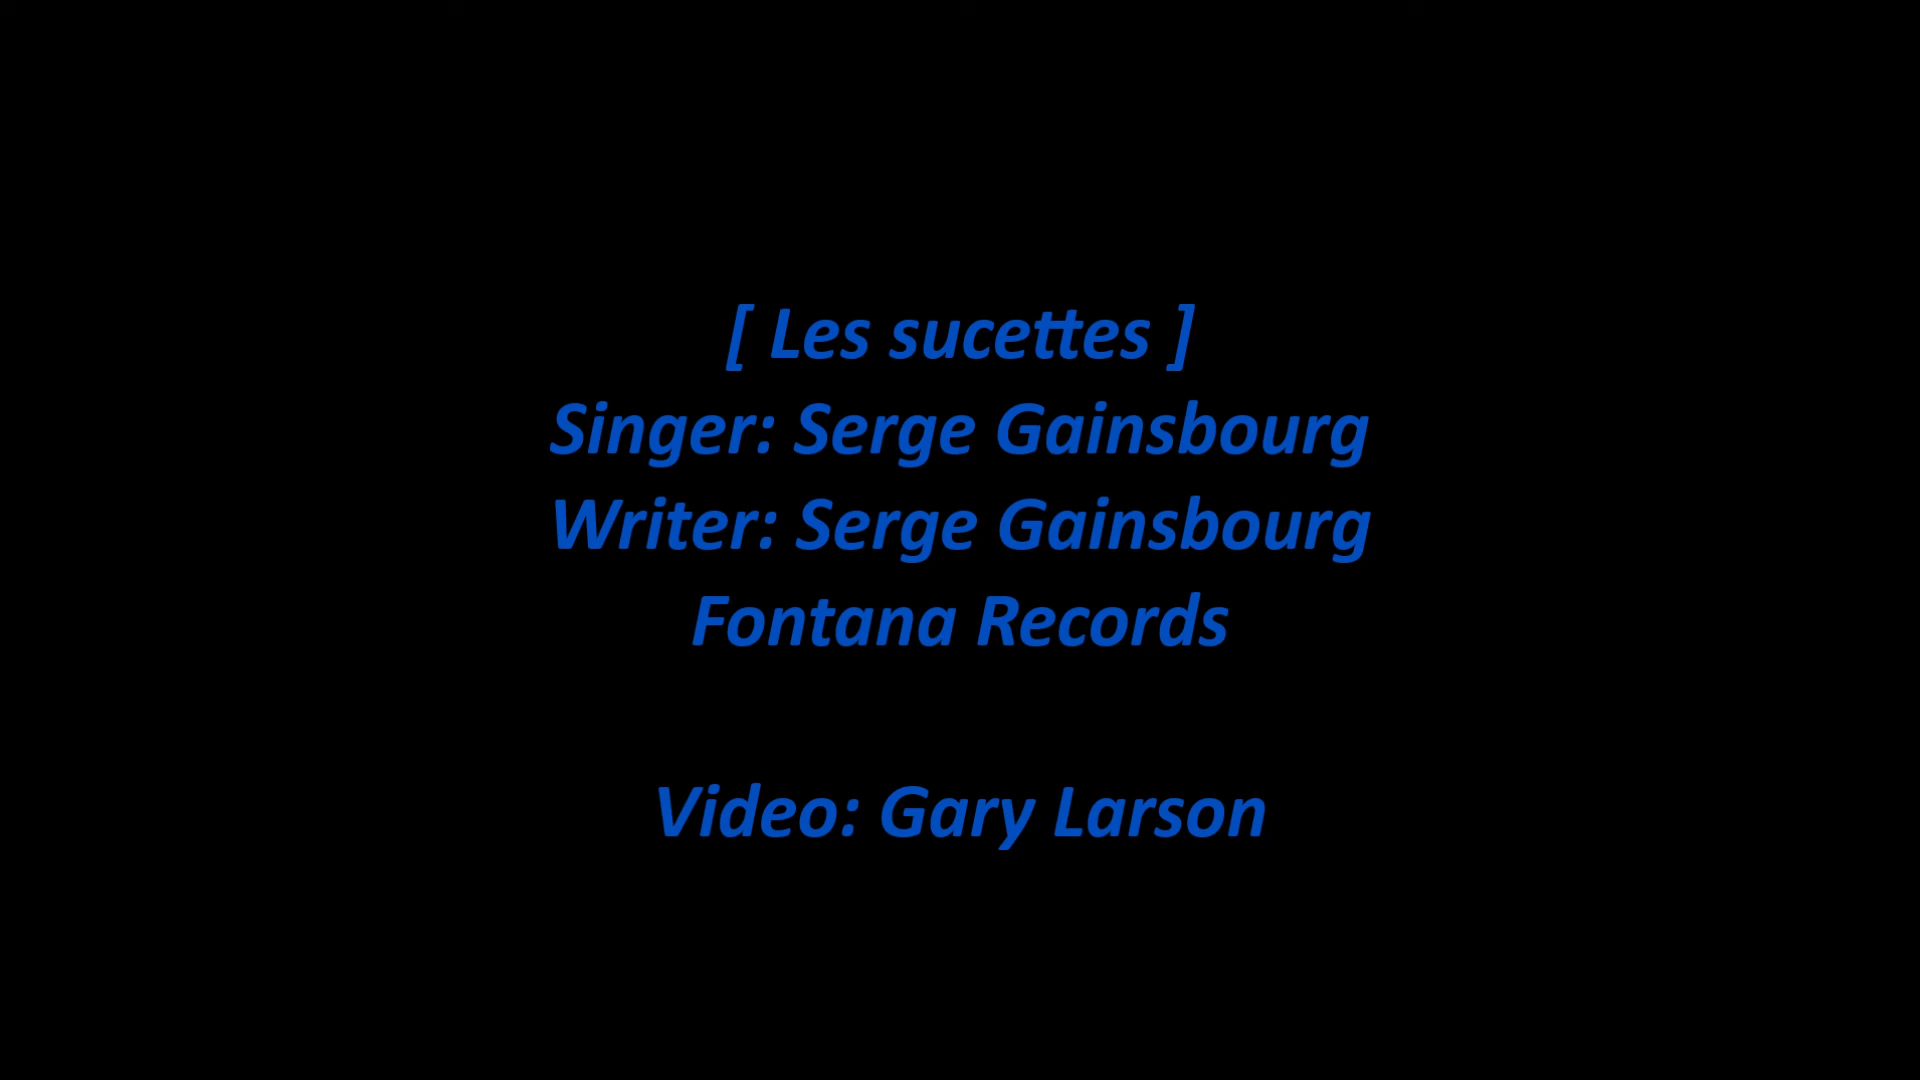 [ Les sucettes ]
Singer: Serge Gainsbourg
Writer: Serge Gainsbourg
Fontana Records
Video: Gary Larson